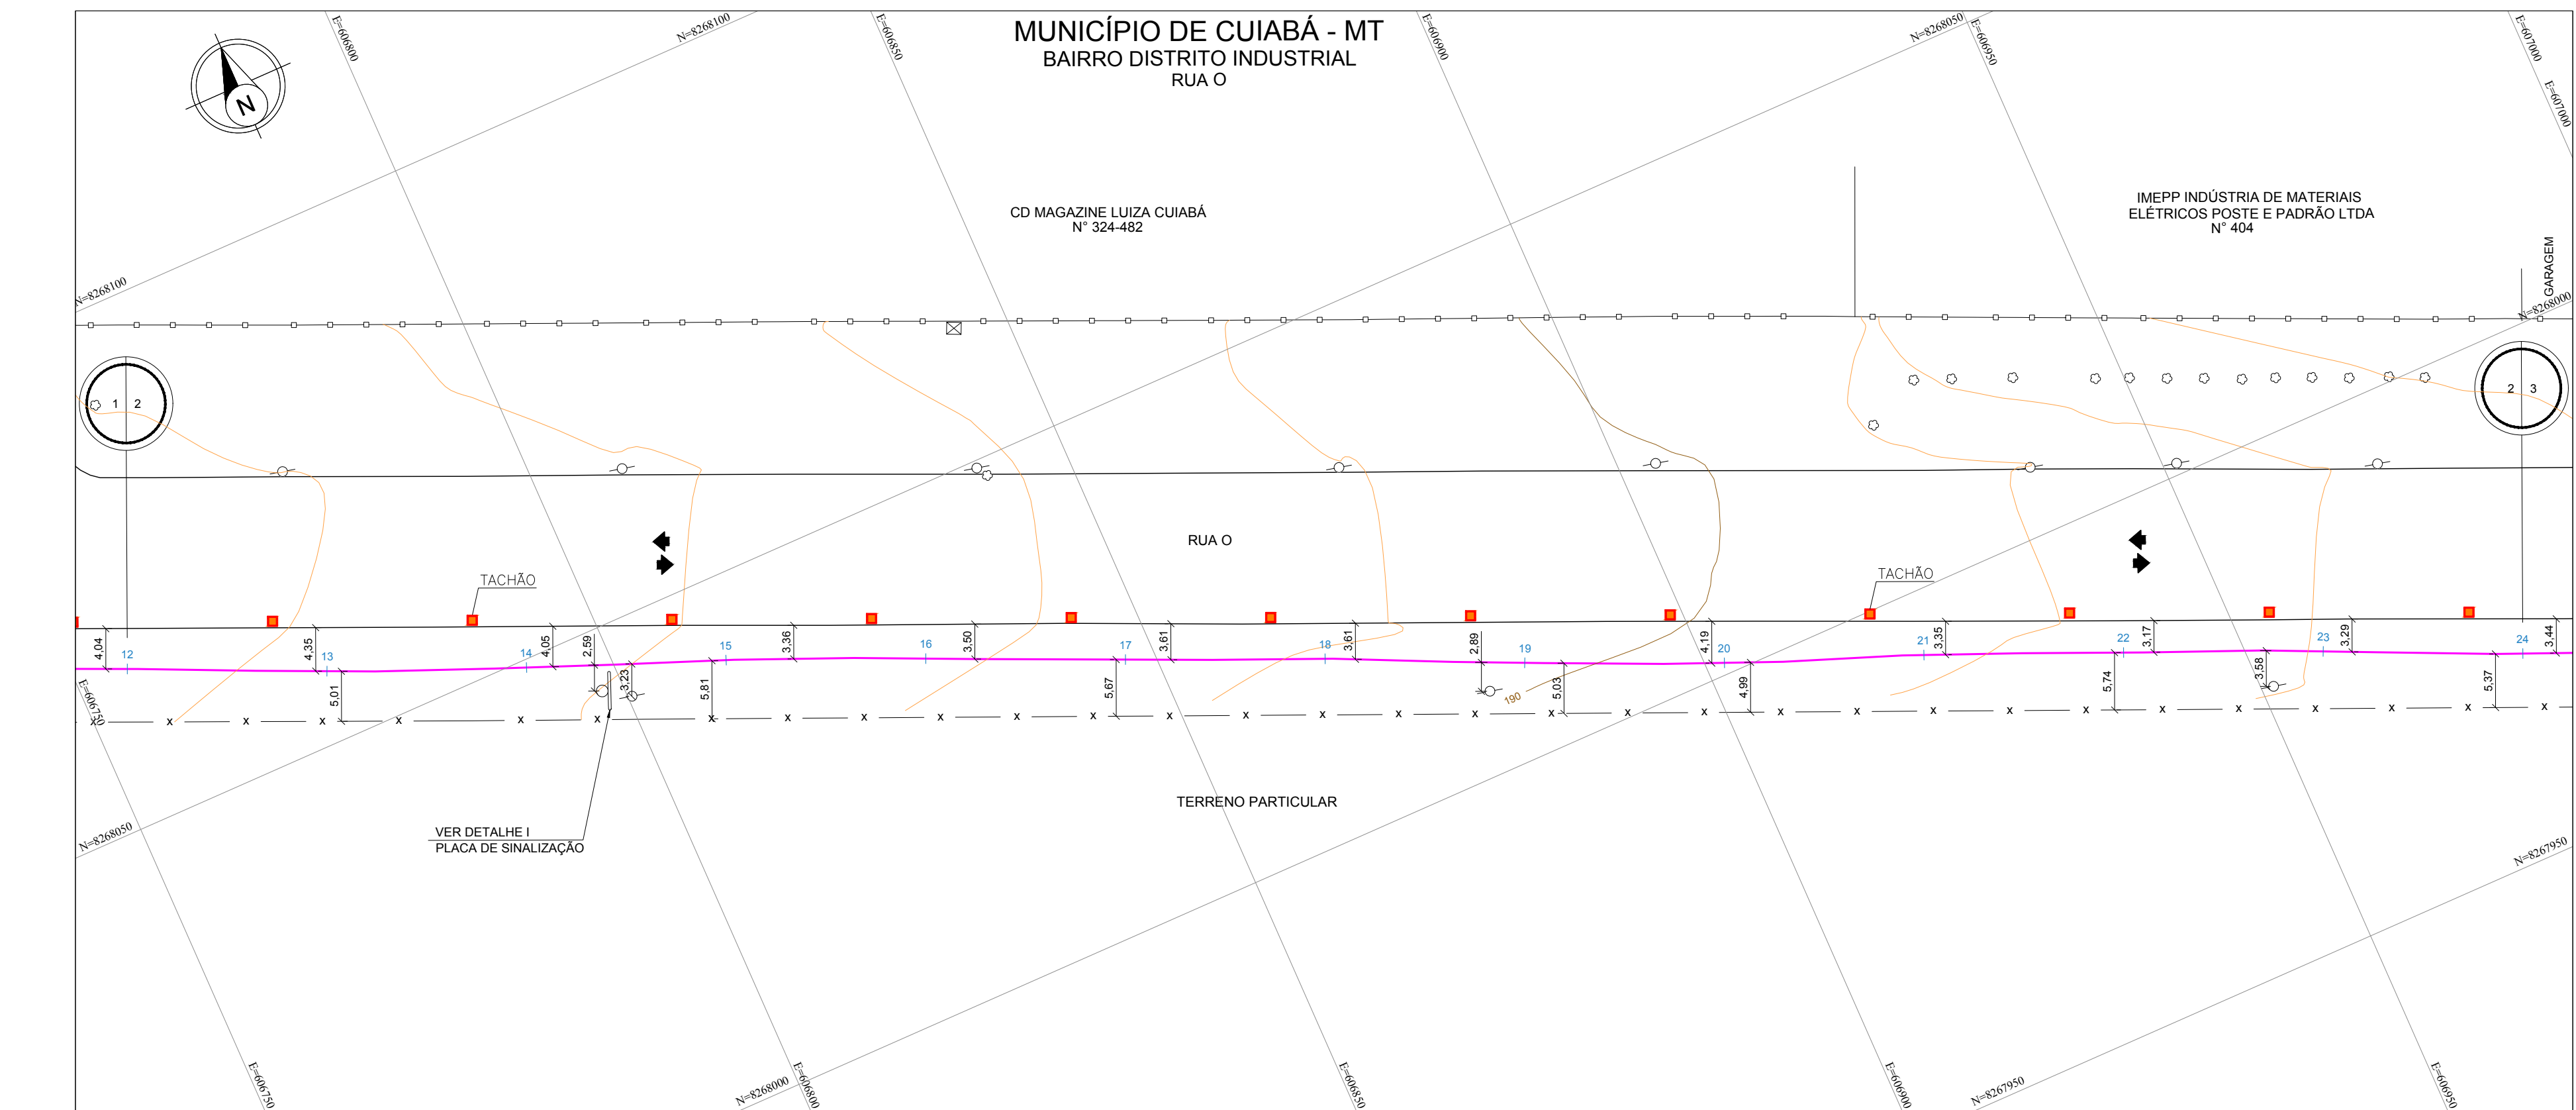 MUNICÍPIO DE CUIABÁ - MT
BAIRRO DISTRITO INDUSTRIAL
RUA O
E=606800
N=8268100
E=606850
E=606900
N=8268050
E=606950
E=607000
E=607000
N
CD MAGAZINE LUIZA CUIABÁ
N° 324-482
IMEPP INDÚSTRIA DE MATERIAIS
ELÉTRICOS POSTE E PADRÃO LTDA
N° 404
GARAGEM
N=8268100
N=8268000
1 2
2 3
RUA O
TACHÃO
TACHÃO
4,04
4,35
4,05
2,59
3,36
3,50
3,61
3,61
2,89
4,19
3,35
3,17
3,29
3,44
12
13
14
15
16
17
18
19
20
21
22
23
24
5,01
3,23
5,81
5,67
5,03
4,99
5,74
3,58
5,37
190
E=606750
x x x x x x x x x x x x x x x x x x x x x x x x x x x x x x x x
TERRENO PARTICULAR
VER DETALHE I
PLACA DE SINALIZAÇÃO
N=8268050
N=8267950
E=606750
N=8268000
E=606800
E=606850
E=606900
N=8267950
E=606950